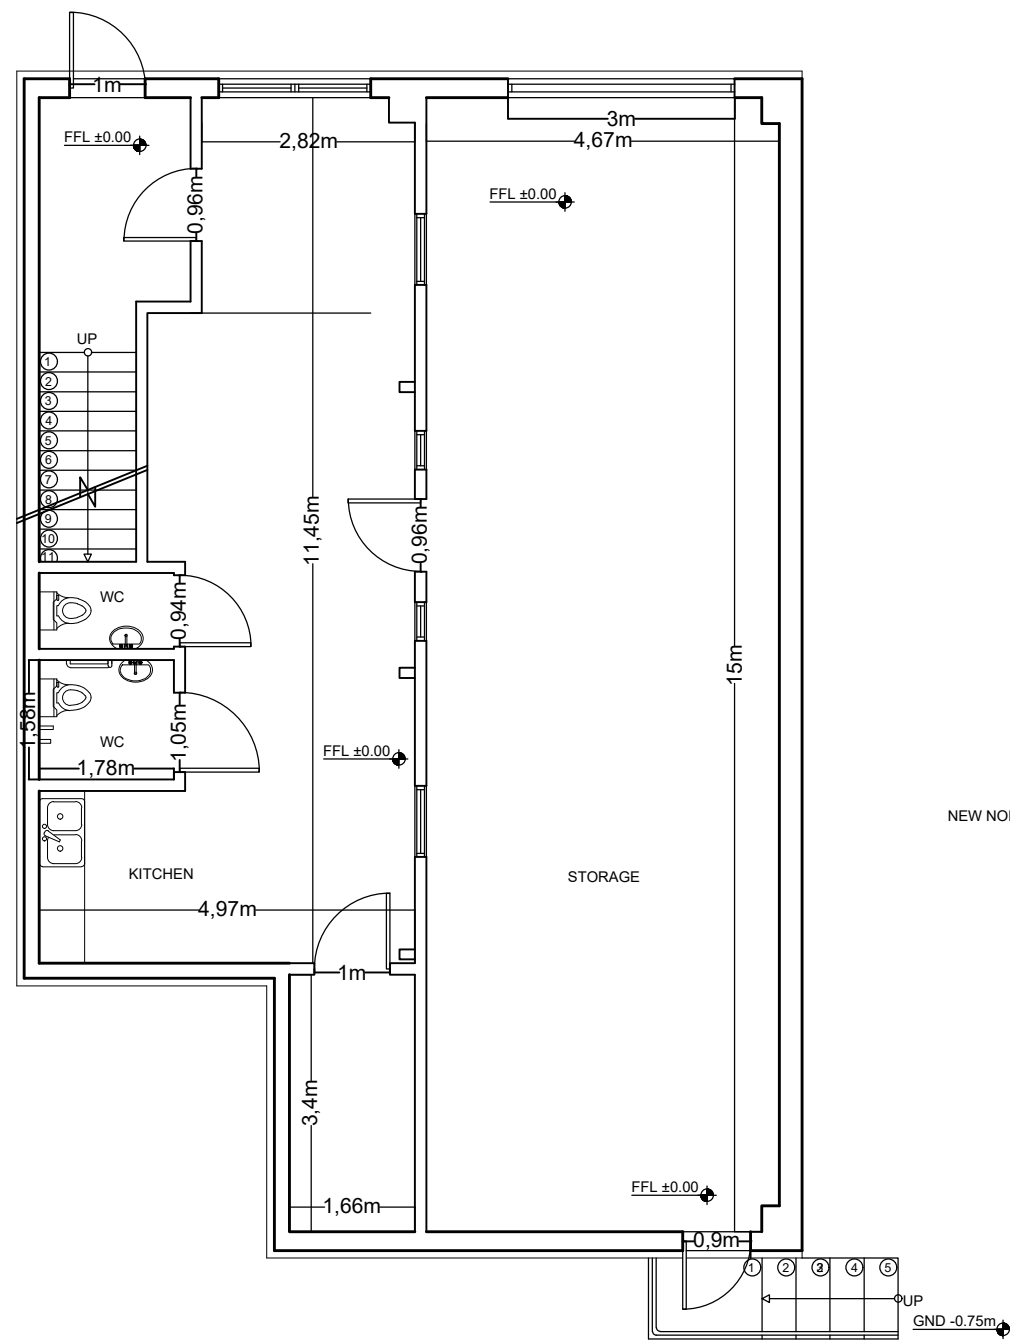 1m
FFL ±0.00
2,82m
3m
4,67m
0,96m
FFL ±0.00
UP
1
2
3
4
5
6
7
8
9
10
11
11,45m
0,96m
WC
0,94m
15m
1,58m
WC
1,05m
1,78m
FFL ±0.00
KITCHEN
4,97m
STORAGE
NEW NO
1m
3,4m
1,66m
FFL ±0.00
0,9m
1
2
4
5
UP
GND -0.75m